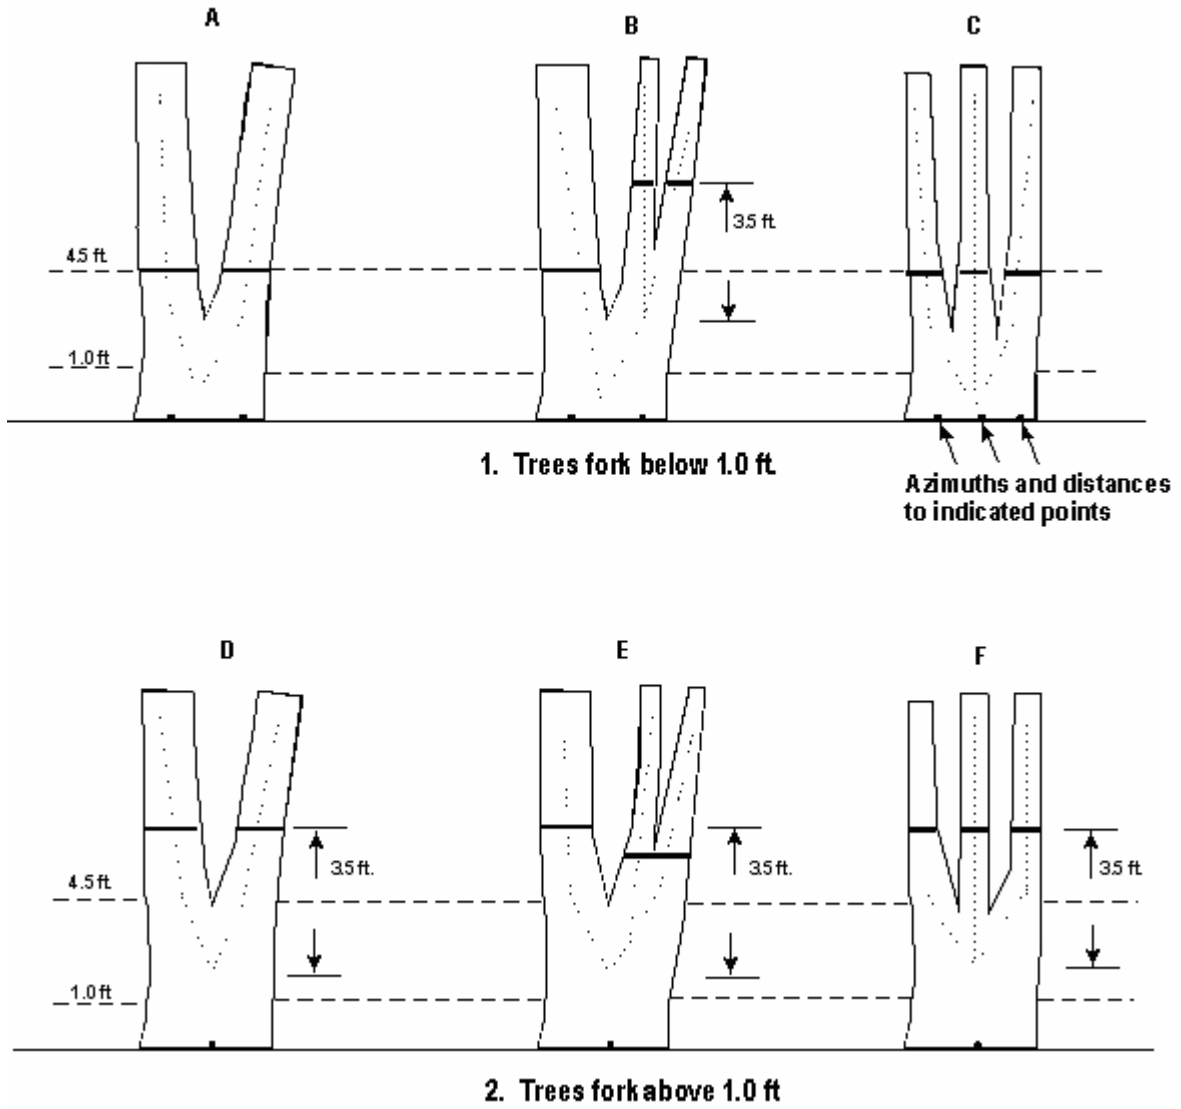 A
B
C
3.5 ft.
4.5 ft.
1.0 ft
1. Trees fork below 1.0 ft.
Azimuths and distances
to indicated points
D
E
F
3.5 ft.
3.5 ft.
3.5 ft.
4.5 ft.
1.0 ft
2. Trees fork above 1.0 ft